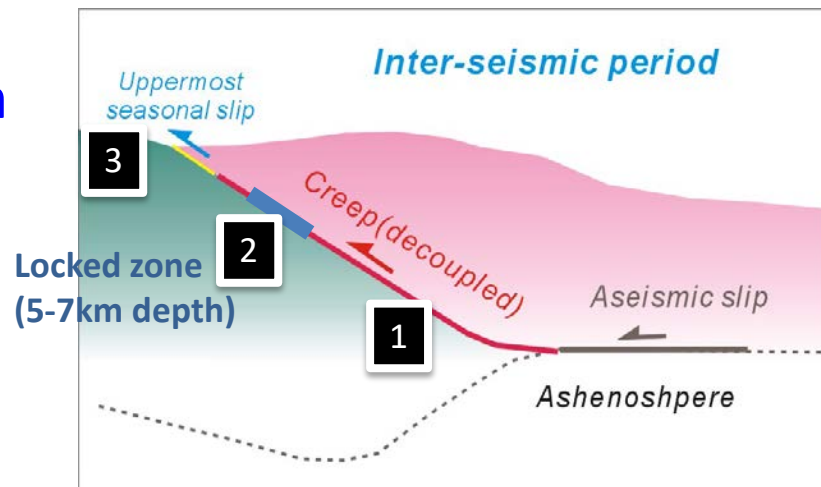 n
Inter-seismic period
Uppermost
seasonal slip
3
Creep(decoupled)
2
Locked zone
(5-7km depth)
Aseismic slip
1
Ashenoshpere